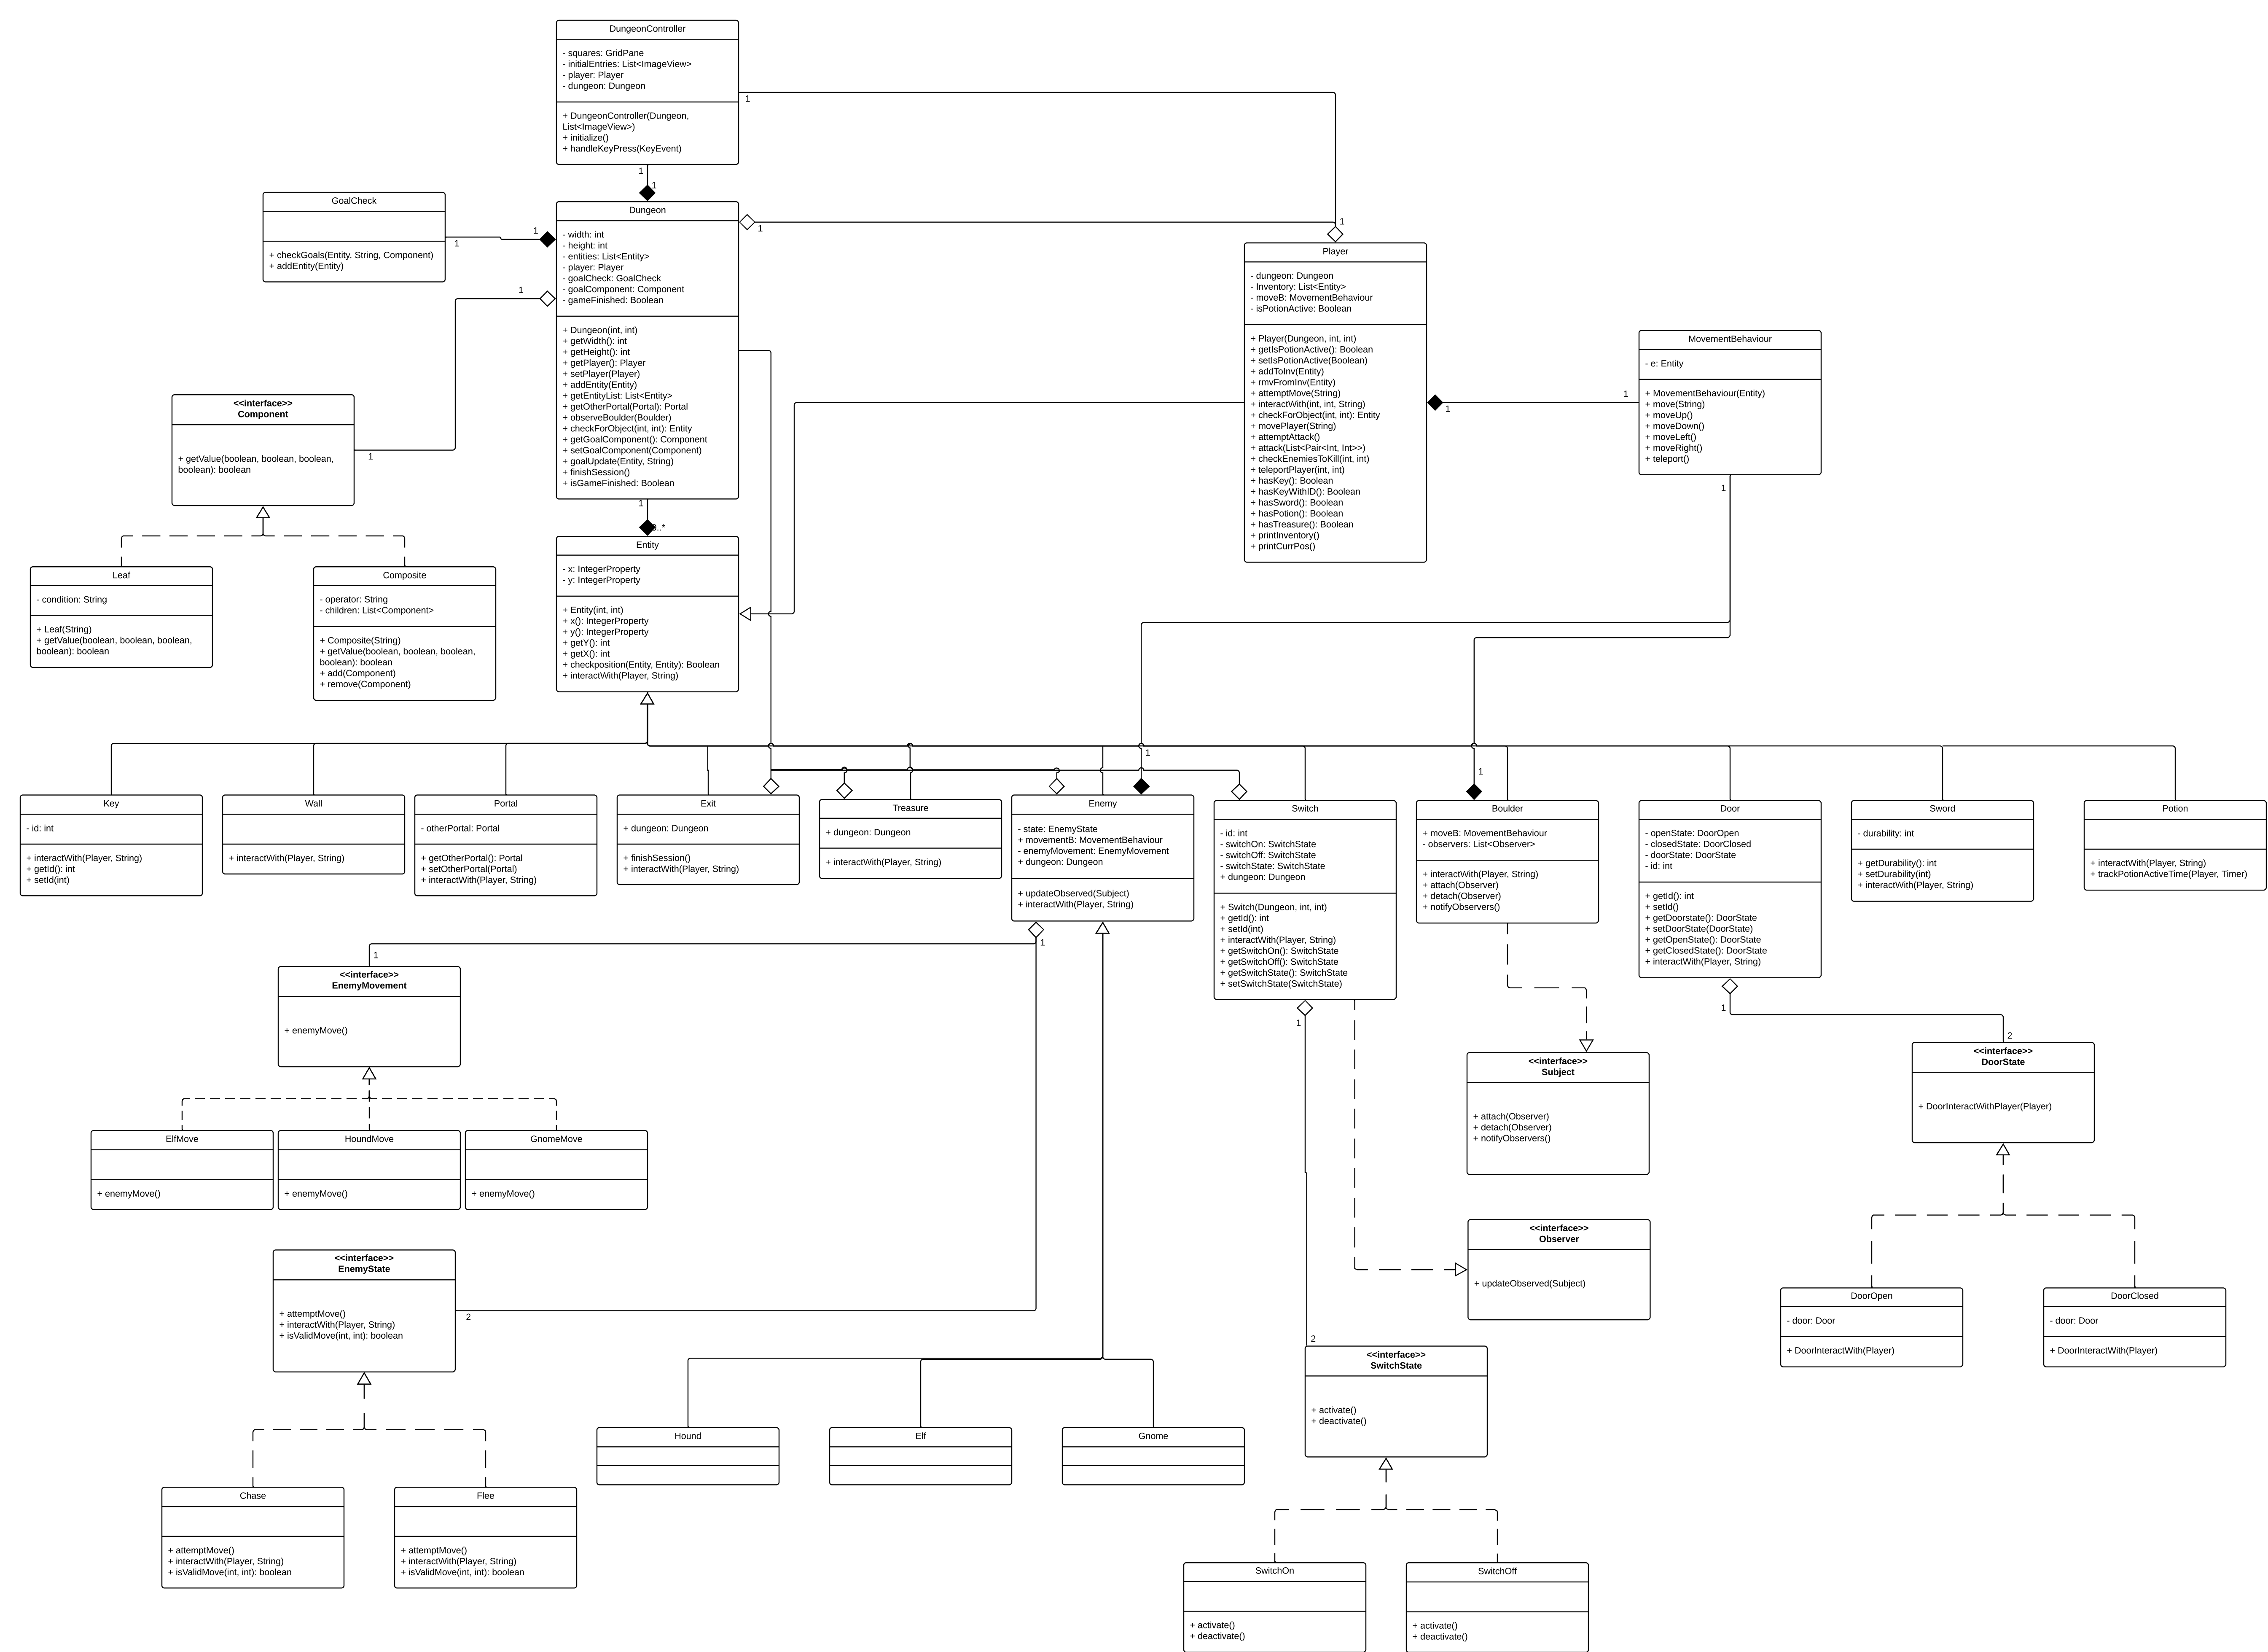 DungeonController
- squares: GridPane
- initialEntries: List<ImageView>
- player: Player
- dungeon: Dungeon
+ DungeonController(Dungeon,
List<ImageView>)
+ initialize()
+ handleKeyPress(KeyEvent)
1
1
1
GoalCheck
+ checkGoals(Entity, String, Component)
+ addEntity(Entity)
1
1
Dungeon
- width: int
- height: int
- entities: List<Entity>
- player: Player
- goalCheck: GoalCheck
- goalComponent: Component
- gameFinished: Boolean
+ Dungeon(int, int)
+ getWidth(): int
+ getHeight(): int
+ getPlayer(): Player
+ setPlayer(Player)
+ addEntity(Entity)
+ getEntityList: List<Entity>
+ getOtherPortal(Portal): Portal
+ observeBoulder(Boulder)
+ checkForObject(int, int): Entity
+ getGoalComponent(): Component
+ setGoalComponent(Component)
+ goalUpdate(Entity, String)
+ finishSession()
+ isGameFinished: Boolean
1
1
1
1
Player
- dungeon: Dungeon
- Inventory: List<Entity>
- moveB: MovementBehaviour
- isPotionActive: Boolean
+ Player(Dungeon, int, int)
+ getIsPotionActive(): Boolean
+ setIsPotionActive(Boolean)
+ addToInv(Entity)
+ rmvFromInv(Entity)
+ attemptMove(String)
+ interactWith(int, int, String)
+ checkForObject(int, int): Entity
+ movePlayer(String)
+ attemptAttack()
+ attack(List<Pair<Int, Int>>)
+ checkEnemiesToKill(int, int)
+ teleportPlayer(int, int)
+ hasKey(): Boolean
+ hasKeyWithID(): Boolean
+ hasSword(): Boolean
+ hasPotion(): Boolean
+ hasTreasure(): Boolean
+ printInventory()
+ printCurrPos()
1
1
MovementBehaviour
- e: Entity
+ MovementBehaviour(Entity)
+ move(String)
+ moveUp()
+ moveDown()
+ moveLeft()
+ moveRight()
+ teleport()
1
<<interface>>
Component
+ getValue(boolean, boolean, boolean,
boolean): boolean
Leaf
- condition: String
+ Leaf(String)
+ getValue(boolean, boolean, boolean,
boolean): boolean
Composite
- operator: String
- children: List<Component>
+ Composite(String)
+ getValue(boolean, boolean, boolean,
boolean): boolean
+ add(Component)
+ remove(Component)
1
0..*
Entity
- x: IntegerProperty
- y: IntegerProperty
+ Entity(int, int)
+ x(): IntegerProperty
+ y(): IntegerProperty
+ getY(): int
+ getX(): int
+ checkposition(Entity, Entity): Boolean
+ interactWith(Player, String)
1
1
Key
- id: int
+ interactWith(Player, String)
+ getId(): int
+ setId(int)
Wall
+ interactWith(Player, String)
Portal
- otherPortal: Portal
+ getOtherPortal(): Portal
+ setOtherPortal(Portal)
+ interactWith(Player, String)
Exit
+ dungeon: Dungeon
+ finishSession()
+ interactWith(Player, String)
Treasure
+ dungeon: Dungeon
+ interactWith(Player, String)
Enemy
- state: EnemyState
+ movementB: MovementBehaviour
- enemyMovement: EnemyMovement
+ dungeon: Dungeon
+ updateObserved(Subject)
+ interactWith(Player, String)
Switch
- id: int
- switchOn: SwitchState
- switchOff: SwitchState
- switchState: SwitchState
+ dungeon: Dungeon
+ Switch(Dungeon, int, int)
+ getId(): int
+ setId(int)
+ interactWith(Player, String)
+ getSwitchOn(): SwitchState
+ getSwitchOff(): SwitchState
+ getSwitchState(): SwitchState
+ setSwitchState(SwitchState)
Boulder
+ moveB: MovementBehaviour
- observers: List<Observer>
+ interactWith(Player, String)
+ attach(Observer)
+ detach(Observer)
+ notifyObservers()
Door
- openState: DoorOpen
- closedState: DoorClosed
- doorState: DoorState
- id: int
+ getId(): int
+ setId()
+ getDoorstate(): DoorState
+ setDoorState(DoorState)
+ getOpenState(): DoorState
+ getClosedState(): DoorState
+ interactWith(Player, String)
Sword
- durability: int
+ getDurability(): int
+ setDurability(int)
+ interactWith(Player, String)
Potion
+ interactWith(Player, String)
+ trackPotionActiveTime(Player, Timer)
1
1
<<interface>>
EnemyMovement
+ enemyMove()
ElfMove
+ enemyMove()
HoundMove
+ enemyMove()
GnomeMove
+ enemyMove()
1
<<interface>>
Subject
+ attach(Observer)
+ detach(Observer)
+ notifyObservers()
1
2
<<interface>>
DoorState
+ DoorInteractWithPlayer(Player)
<<interface>>
EnemyState
+ attemptMove()
+ interactWith(Player, String)
+ isValidMove(int, int): boolean
2
<<interface>>
Observer
+ updateObserved(Subject)
DoorOpen
- door: Door
+ DoorInteractWith(Player)
DoorClosed
- door: Door
+ DoorInteractWith(Player)
2
<<interface>>
SwitchState
+ activate()
+ deactivate()
Hound
Elf
Gnome
Chase
+ attemptMove()
+ interactWith(Player, String)
+ isValidMove(int, int): boolean
Flee
+ attemptMove()
+ interactWith(Player, String)
+ isValidMove(int, int): boolean
SwitchOn
+ activate()
+ deactivate()
SwitchOff
+ activate()
+ deactivate()